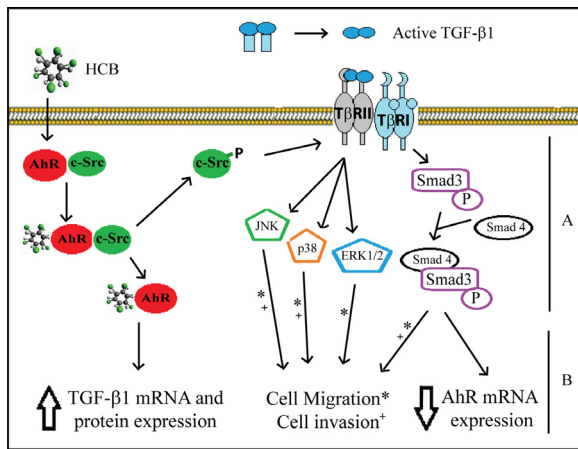 Active TGF-β1
HCB
TβRII
TβRI
AhR
c-Src
c-Src
P
Smad3
P
A
JNK
p38
ERK1/2
Smad 4
AhR
c-Src
Smad 4
Smad3
P
AhR
*
+
*
+
*
*
+
B
TGF-β1 mRNA and
protein expression
Cell Migration*
Cell invasion+
AhR mRNA
expression